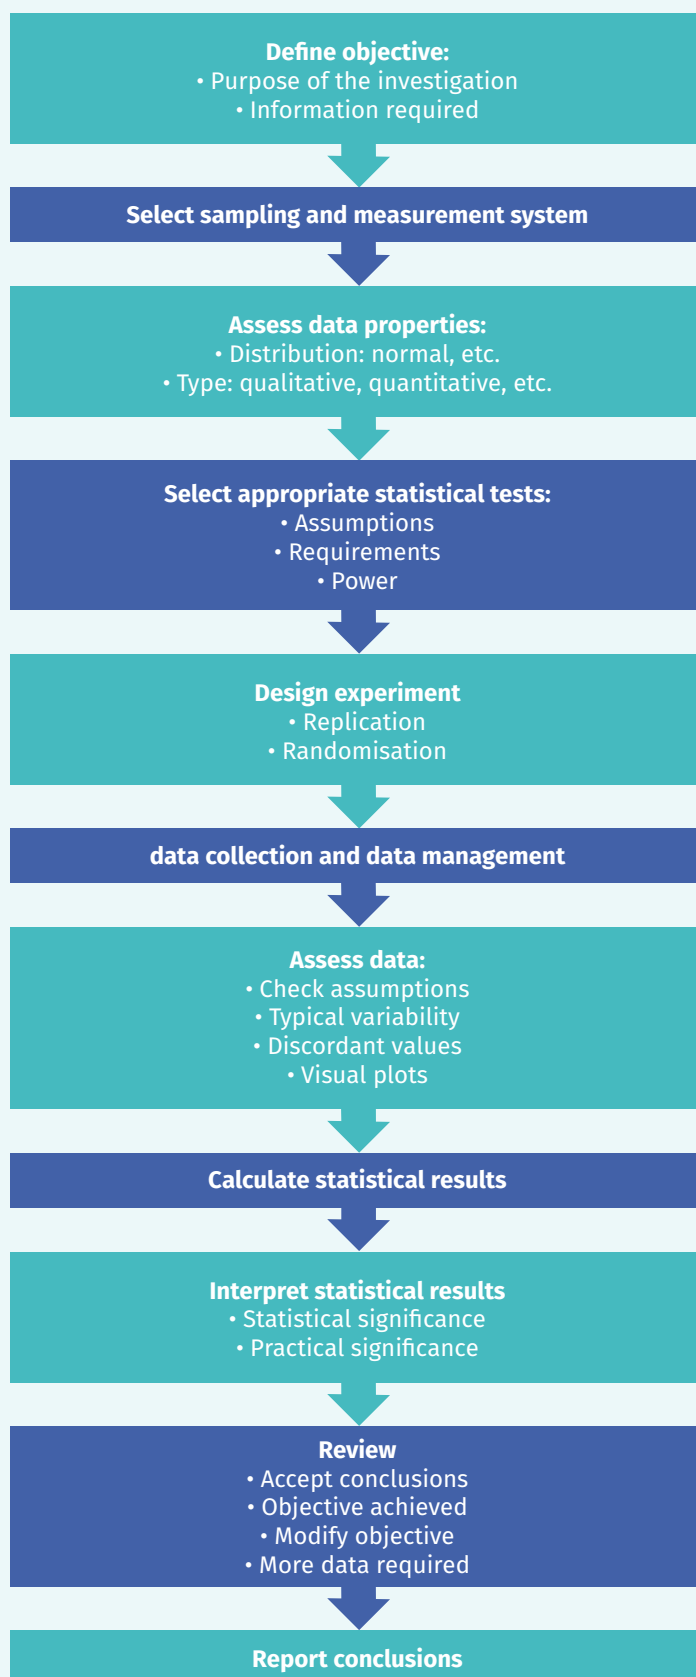 Define objective:
• Purpose of the investigation
• Information required
Select sampling and measurement system
Assess data properties:
• Distribution: normal, etc.
• Type: qualitative, quantitative, etc.
Select appropriate statistical tests:
• Assumptions
• Requirements
• Power
Design experiment
• Replication
• Randomisation
data collection and data management
Assess data:
• Check assumptions
• Typical variability
• Discordant values
• Visual plots
Calculate statistical results
Interpret statistical results
• Statistical significance
• Practical significance
Review
• Accept conclusions
• Objective achieved
• Modify objective
• More data required
Report conclusions